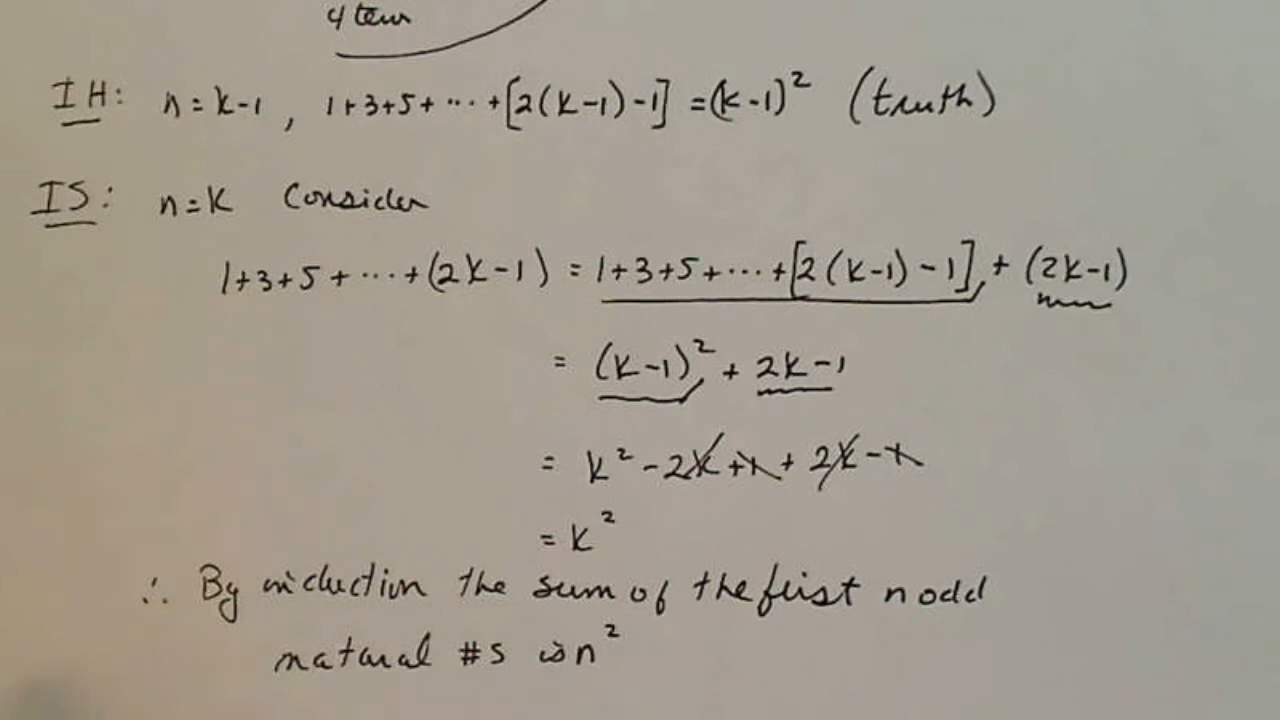 4 terms
IH: n=k-1, 1+3+5+⋯+[2(k-1)-1]=(k-1)² (truth)
IS: n=k Consider
1+3+5+⋯+(2k-1) = 1+3+5+⋯+[2(k-1)-1] + (2k-1)
= (k-1)² + 2k-1
= k² - 2k + 1 + 2k - 1
= k²
∴ By induction the sum of the first n odd
natural #s is n²